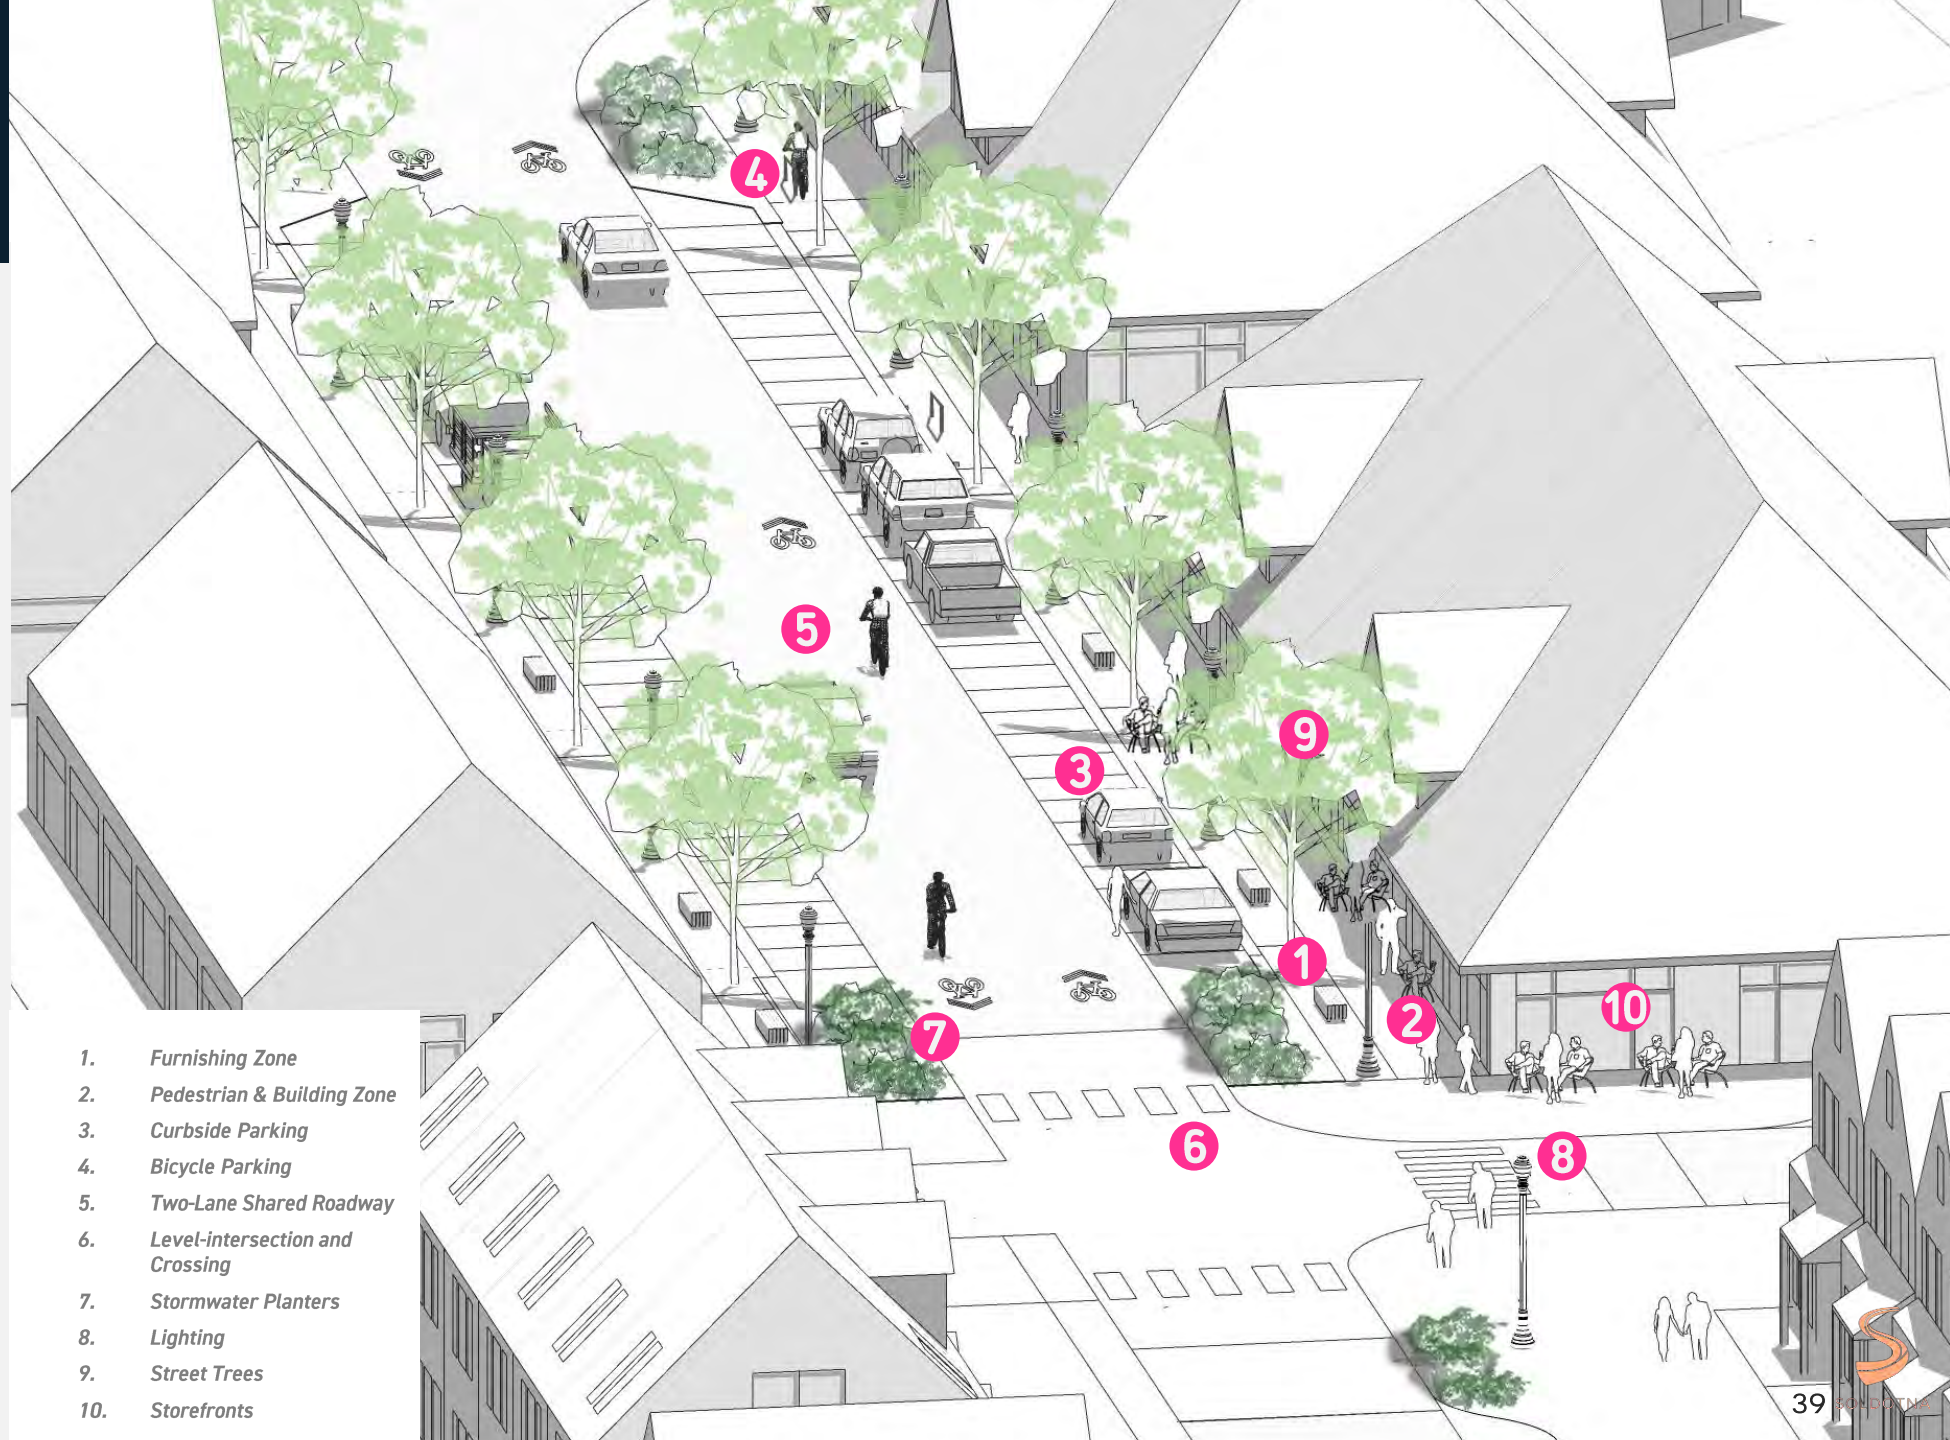 4
5
9
3
1
10
2
7
6
8
1. Furnishing Zone
2. Pedestrian & Building Zone
3. Curbside Parking
4. Bicycle Parking
5. Two-Lane Shared Roadway
6. Level-intersection and
Crossing
7. Stormwater Planters
8. Lighting
9. Street Trees
10. Storefronts
39 SOLDOTNA